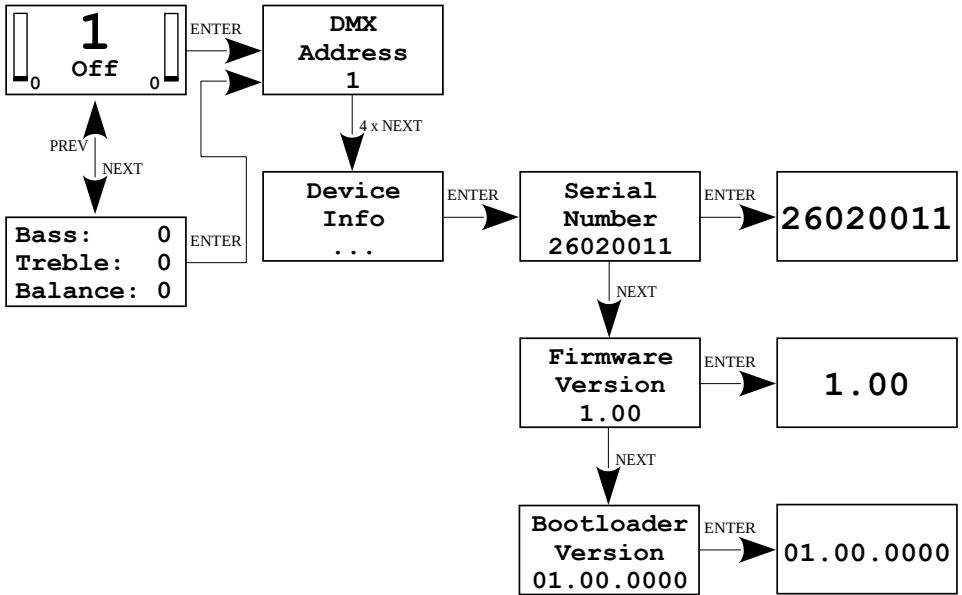 1
Off
0
0
ENTER
DMX
Address
1
PREV
NEXT
4 x NEXT
Bass: 0
Treble: 0
Balance: 0
ENTER
Device
Info
...
ENTER
Serial
Number
26020011
ENTER
26020011
NEXT
Firmware
Version
1.00
ENTER
1.00
NEXT
Bootloader
Version
01.00.0000
ENTER
01.00.0000